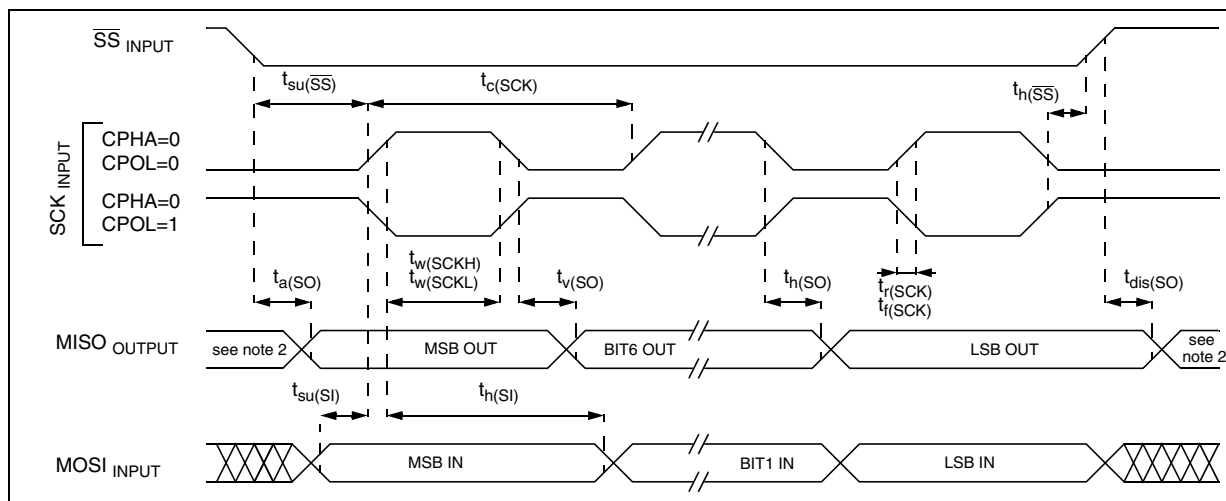 SS INPUT
tsu(SS)
tc(SCK)
th(SS)
SCK INPUT
CPHA=0
CPOL=0
CPHA=0
CPOL=1
tw(SCKH)
tw(SCKL)
ta(SO)
tv(SO)
th(SO)
tr(SCK)
tf(SCK)
tdis(SO)
MISO OUTPUT
see note 2
MSB OUT
BIT6 OUT
LSB OUT
see
note 2
tsu(SI)
th(SI)
MOSI INPUT
MSB IN
BIT1 IN
LSB IN